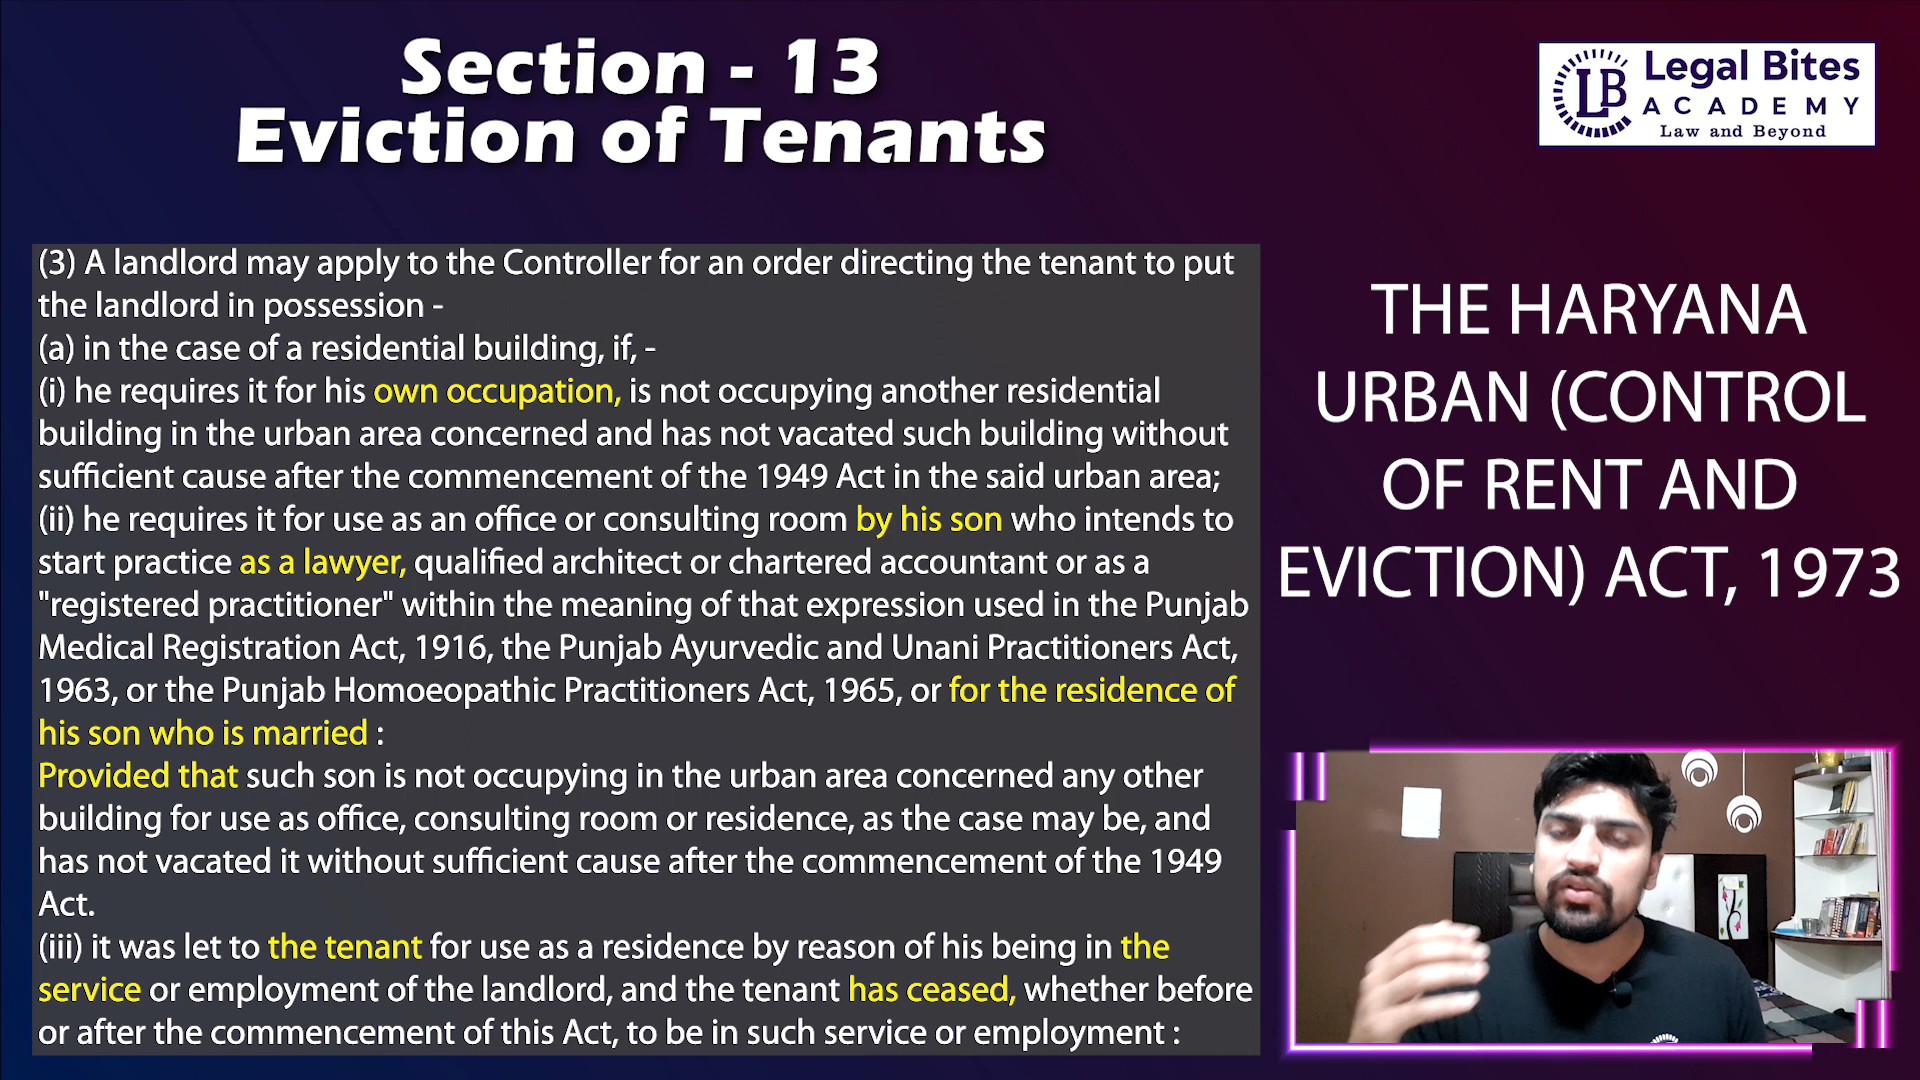 Section - 13
Eviction of Tenants
LB
Legal Bites
ACADEMY
Law and Beyond
(3) A landlord may apply to the Controller for an order directing the tenant to put
the landlord in possession -
(a) in the case of a residential building, if, -
(i) he requires it for his own occupation, is not occupying another residential
building in the urban area concerned and has not vacated such building without
sufficient cause after the commencement of the 1949 Act in the said urban area;
(ii) he requires it for use as an office or consulting room by his son who intends to
start practice as a lawyer, qualified architect or chartered accountant or as a
"registered practitioner" within the meaning of that expression used in the Punjab
Medical Registration Act, 1916, the Punjab Ayurvedic and Unani Practitioners Act,
1963, or the Punjab Homoeopathic Practitioners Act, 1965, or for the residence of
his son who is married :
Provided that such son is not occupying in the urban area concerned any other
building for use as office, consulting room or residence, as the case may be, and
has not vacated it without sufficient cause after the commencement of the 1949
Act.
(iii) it was let to the tenant for use as a residence by reason of his being in the
service or employment of the landlord, and the tenant has ceased, whether before
or after the commencement of this Act, to be in such service or employment :
THE HARYANA
URBAN (CONTROL
OF RENT AND
EVICTION) ACT, 1973